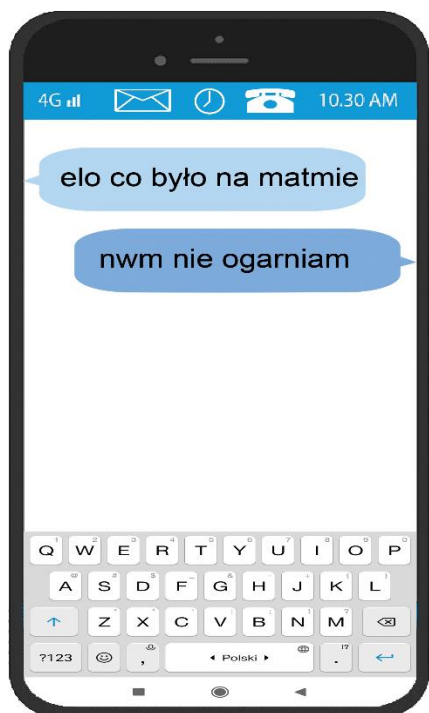 4G 10.30 AM
elo co było na matmie
nwm nie ogarniam
Q W E R T Y U I O P
A S D F G H J K L
Z X C V B N M
?123 , Polski . !?